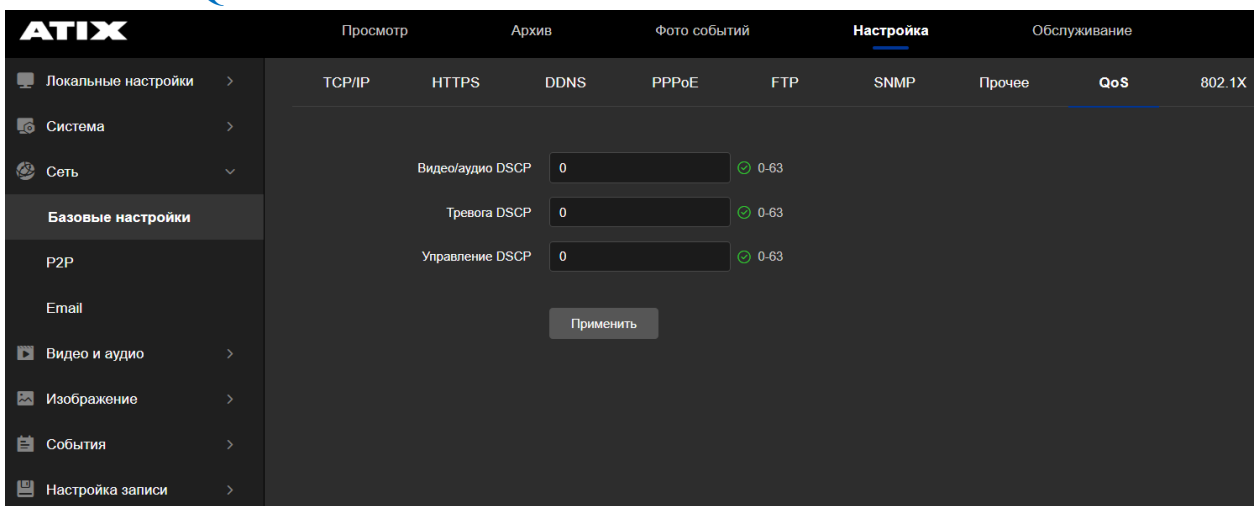 ATIX
Просмотр Архив Фото событий Настройка Обслуживание
Локальные настройки
Система
Сеть
Базовые настройки
P2P
Email
Видео и аудио
Изображение
События
Настройка записи
TCP/IP HTTPS DDNS PPPoE FTP SNMP Прочее QoS 802.1X
Видео/аудио DSCP 0 0-63
Тревога DSCP 0 0-63
Управление DSCP 0 0-63
Применить